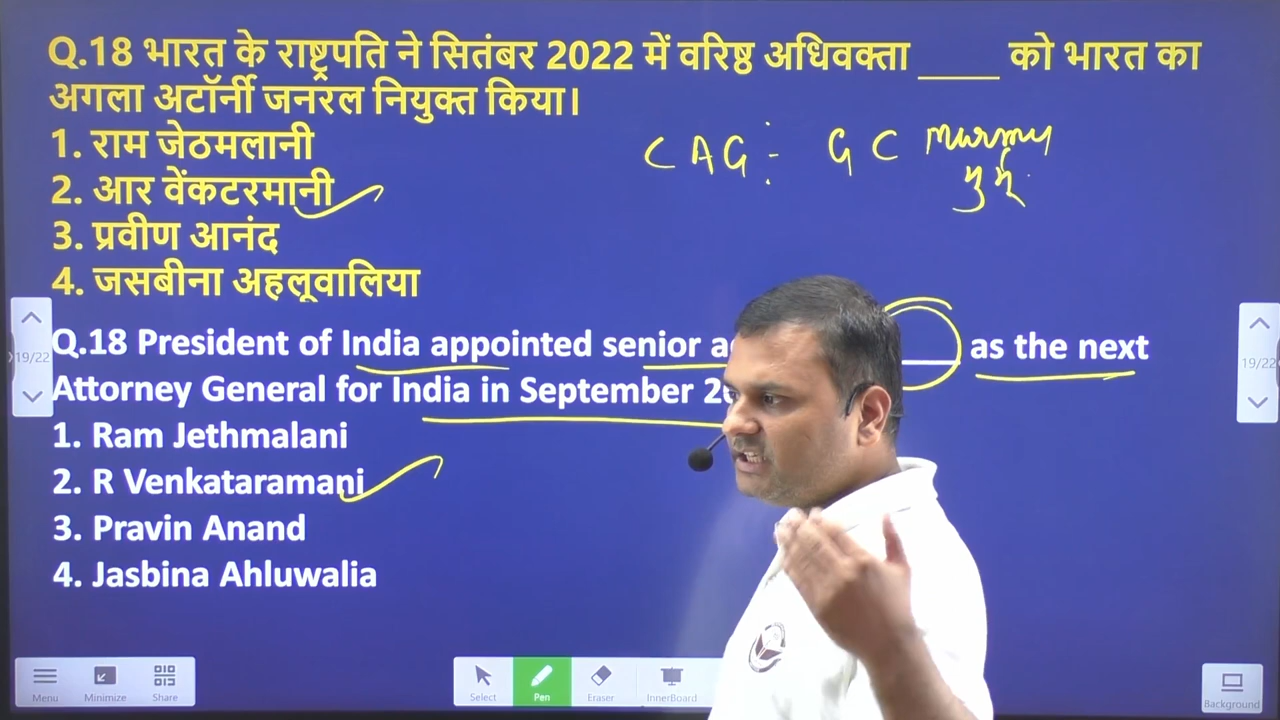 Q.18 भारत के राष्ट्रपति ने सितंबर 2022 में वरिष्ठ अधिवक्ता ____ को भारत का
अगला अटॉर्नी जनरल नियुक्त किया।
1. राम जेठमलानी
2. आर वेंकटरमानी
3. प्रवीण आनंद
4. जसबीना अहलूवालिया
CAG:- GC Murmu
Q.18 President of India appointed senior as the next
Attorney General for India in September
1. Ram Jethmalani
2. R Venkataramani
3. Pravin Anand
4. Jasbina Ahluwalia
19/22
19/22
Menu
Minimize
Share
Select
Pen
Eraser
InnerBoard
Background